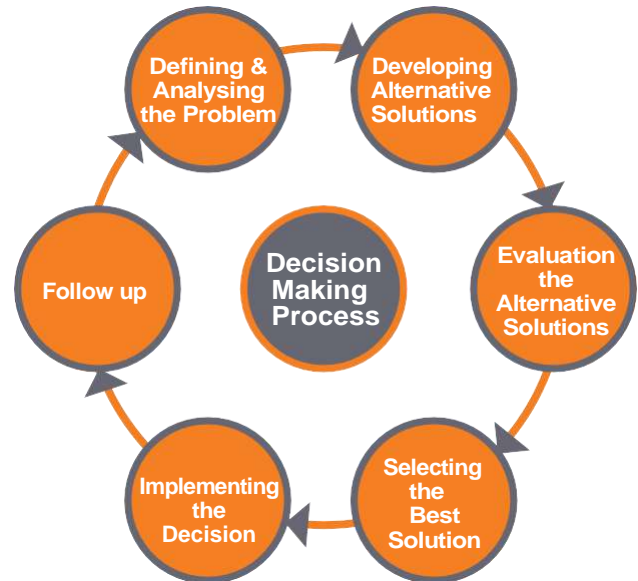 Defining &
Analysing
the Problem
Developing
Alternative
Solutions
Evaluation
the
Alternative
Solutions
Selecting
the
Best
Solution
Implementing
the
Decision
Follow up
Decision
Making
Process